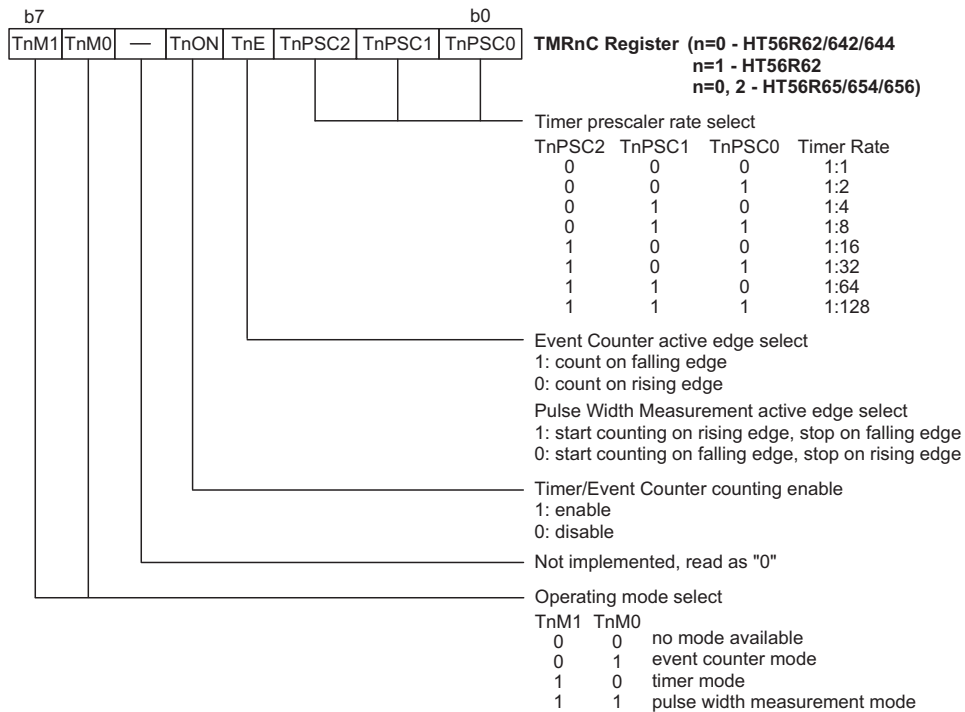 b7 b0
TnM1 TnM0 — TnON TnE TnPSC2 TnPSC1 TnPSC0 TMRnC Register (n=0 - HT56R62/642/644
n=1 - HT56R62
n=0, 2 - HT56R65/654/656)
Timer prescaler rate select
TnPSC2 TnPSC1 TnPSC0 Timer Rate
0 0 0 1:1
0 0 1 1:2
0 1 0 1:4
0 1 1 1:8
1 0 0 1:16
1 0 1 1:32
1 1 0 1:64
1 1 1 1:128
Event Counter active edge select
1: count on falling edge
0: count on rising edge
Pulse Width Measurement active edge select
1: start counting on rising edge, stop on falling edge
0: start counting on falling edge, stop on rising edge
Timer/Event Counter counting enable
1: enable
0: disable
Not implemented, read as "0"
Operating mode select
TnM1 TnM0
0 0 no mode available
0 1 event counter mode
1 0 timer mode
1 1 pulse width measurement mode